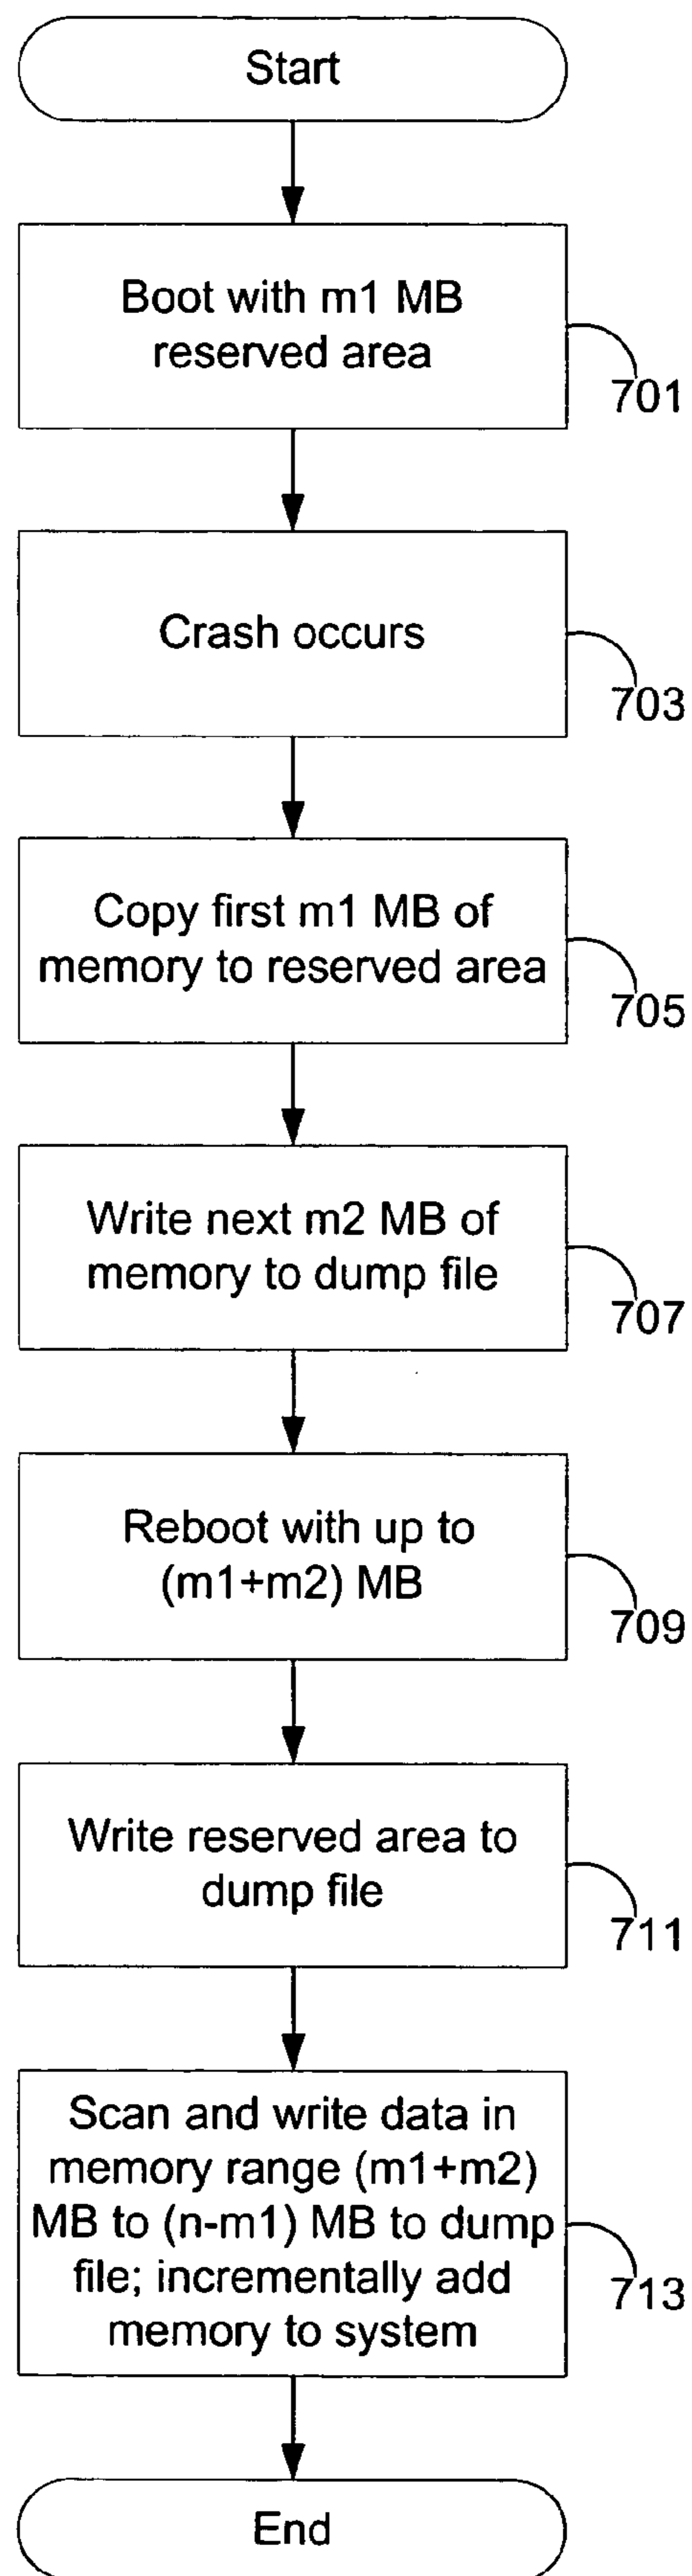 Start
Boot with m1 MB
reserved area
701
Crash occurs
703
Copy first m1 MB of
memory to reserved area
705
Write next m2 MB of
memory to dump file
707
Reboot with up to
(m1+m2) MB
709
Write reserved area to
dump file
711
Scan and write data in
memory range (m1+m2)
MB to (n-m1) MB to dump
file; incrementally add
memory to system
713
End